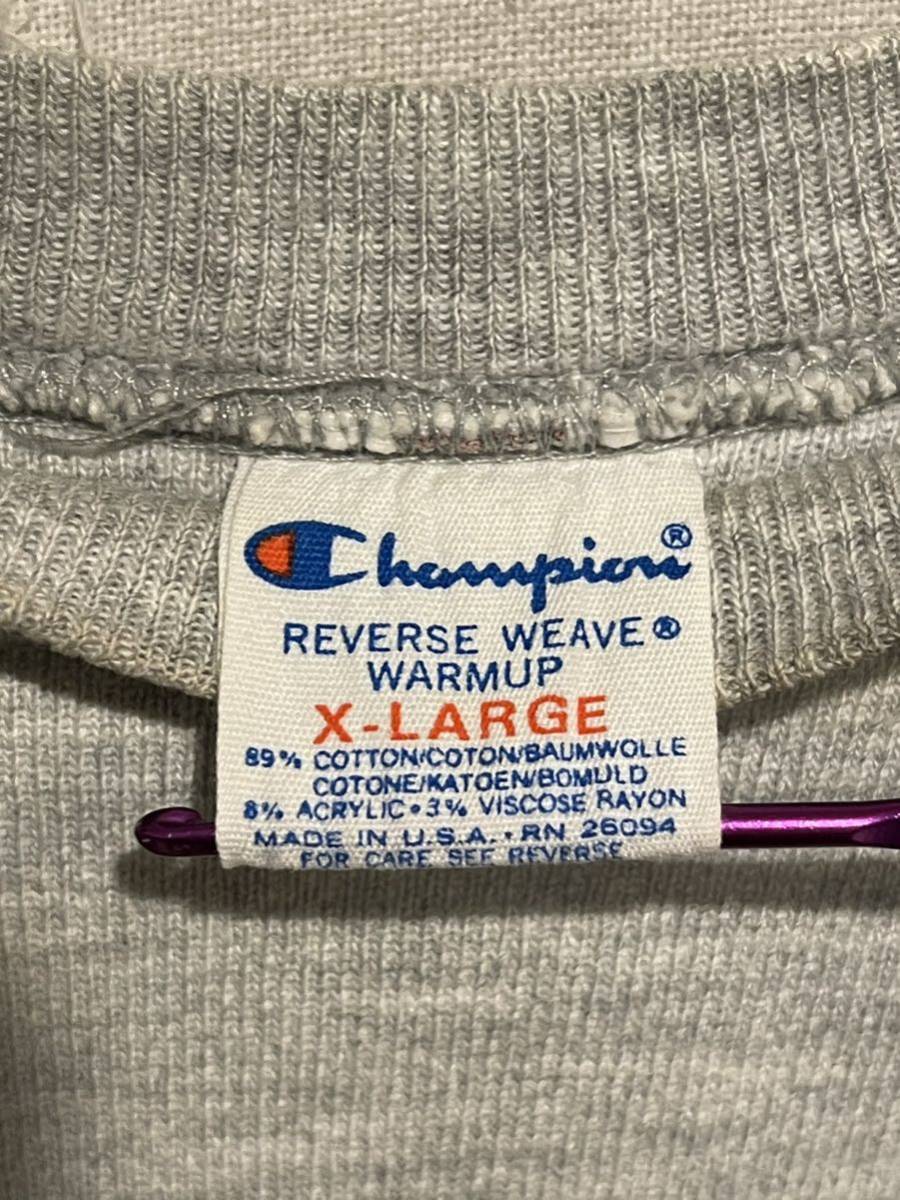 Champion®
REVERSE WEAVE®
WARMUP
X-LARGE
89% COTTON/COTON/BAUMWOLLE
COTONE/KATOEN/BOMULD
8% ACRYLIC•3% VISCOSE RAYON
MADE IN U.S.A.•RN 26094
FOR CARE SEE REVERSE